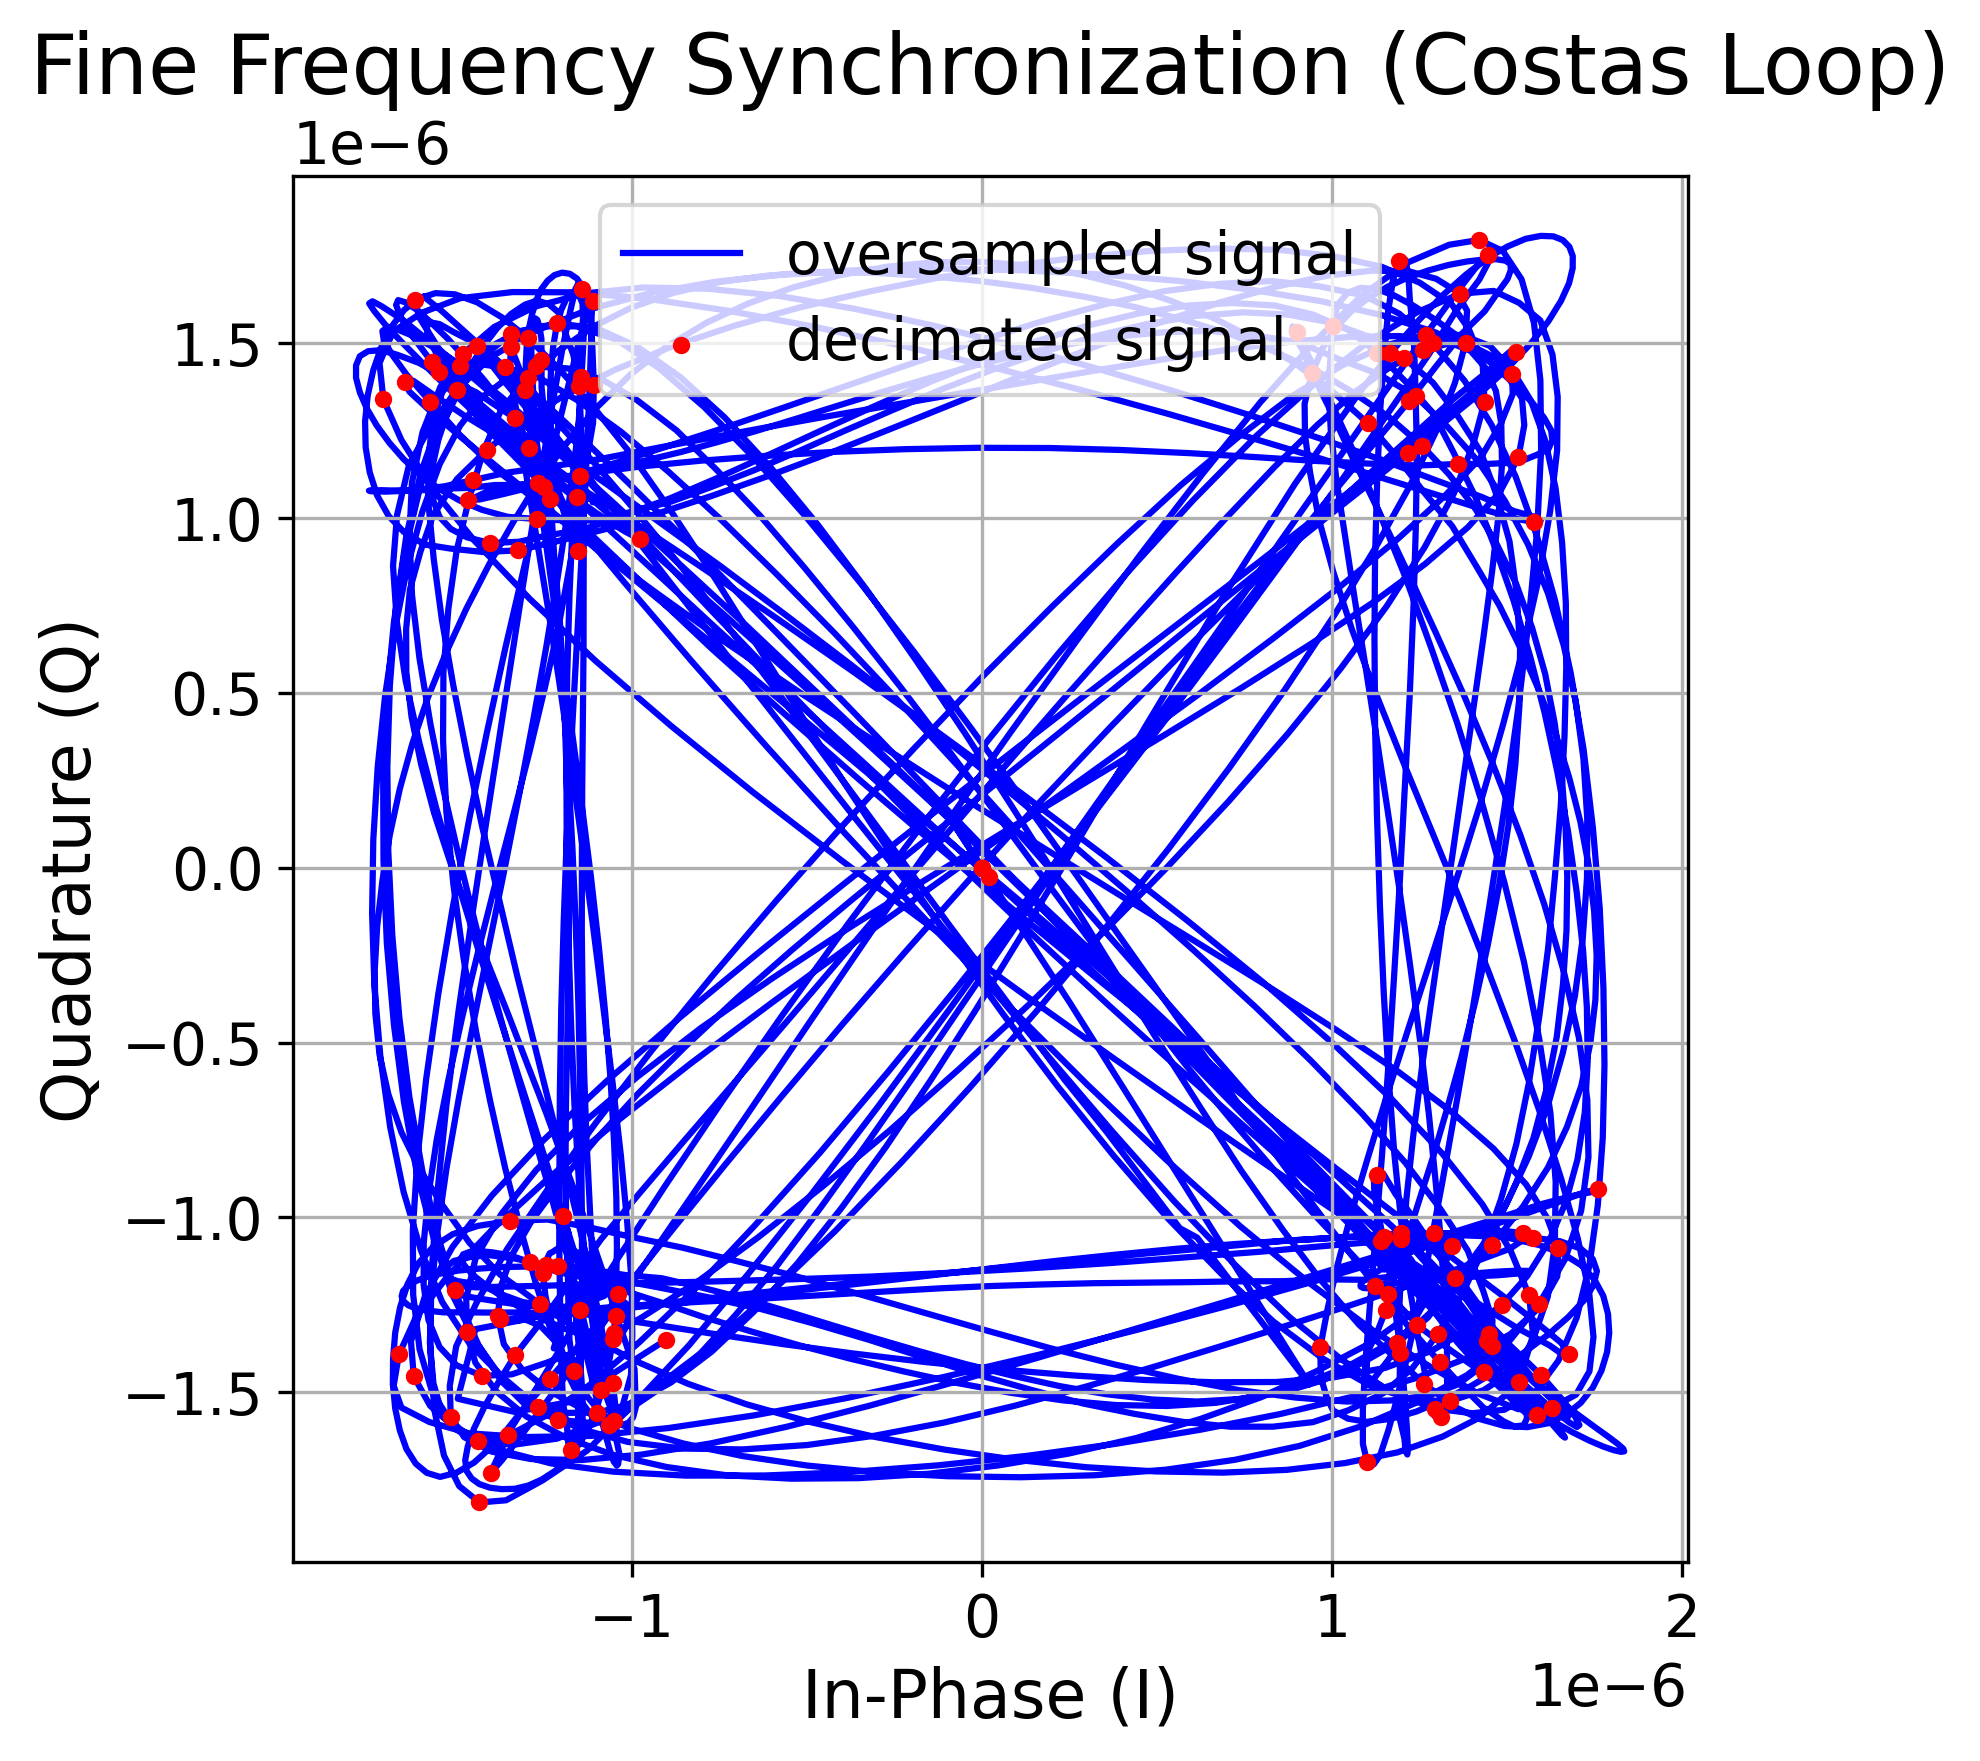 Fine Frequency Synchronization (Costas Loop)
1e−6
oversampled signal
decimated signal
1.5
1.0
0.5
0.0
−0.5
−1.0
−1.5
Quadrature (Q)
−1 0 1 2
1e−6
In-Phase (I)